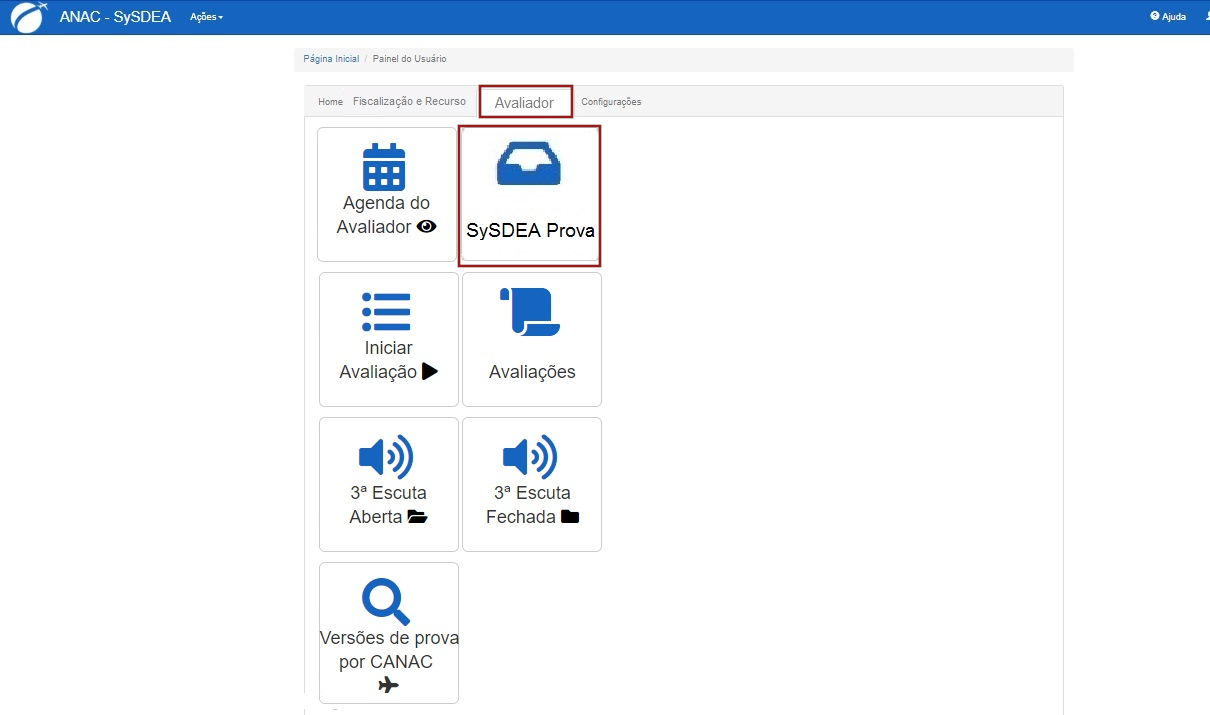 ANAC - SySDEA Ações Ajuda
Página Inicial / Painel do Usuário
Home Fiscalização e Recurso Avaliador Configurações
Agenda do
Avaliador
SySDEA Prova
Iniciar
Avaliação
Avaliações
3ª Escuta
Aberta
3ª Escuta
Fechada
Versões de prova
por CANAC